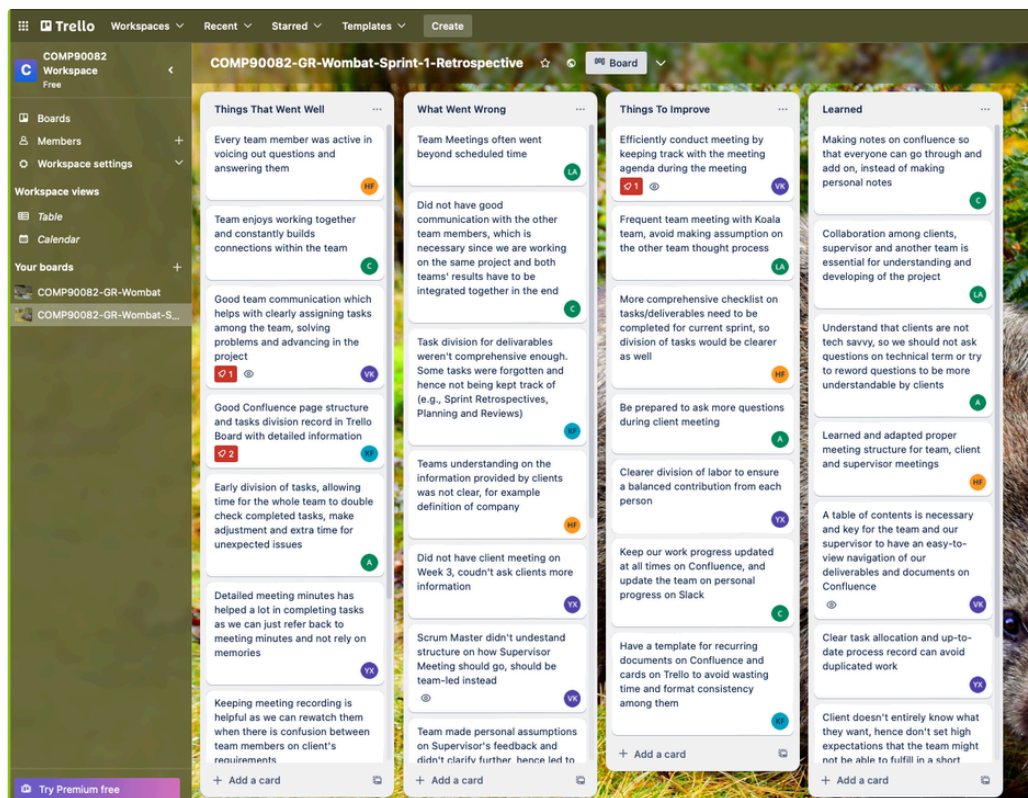 Trello
Workspaces
Recent
Starred
Templates
Create
C
COMP90082
Workspace
Free
Boards
Members
Workspace settings
Workspace views
Table
Calendar
Your boards
COMP90082-GR-Wombat
COMP90082-GR-Wombat-S...
Try Premium free
COMP90082-GR-Wombat-Sprint-1-Retrospective
Board
Things That Went Well
Every team member was active in
voicing out questions and
answering them
HF
Team enjoys working together
and constantly builds
connections within the team
C
Good team communication which
helps with clearly assigning tasks
among the team, solving
problems and advancing in the
project
1
VK
Good Confluence page structure
and tasks division record in Trello
Board with detailed information
2
KF
Early division of tasks, allowing
time for the whole team to double
check completed tasks, make
adjustment and extra time for
unexpected issues
A
Detailed meeting minutes has
helped a lot in completing tasks
as we can just refer back to
meeting minutes and not rely on
memories
YX
Keeping meeting recording is
helpful as we can rewatch them
when there is confusion between
team members on client's
requirements
+ Add a card
What Went Wrong
Team Meetings often went
beyond scheduled time
LA
Did not have good
communication with the other
team members, which is
necessary since we are working
on the same project and both
teams' results have to be
integrated together in the end
C
Task division for delivarables
weren't comprehensive enough.
Some tasks were forgotten and
hence not being kept track of
(e.g., Sprint Retrospectives,
Planning and Reviews)
KF
Teams understanding on the
information provided by clients
was not clear, for example
definition of company
HF
Did not have client meeting on
Week 3, coudn't ask clients more
information
YX
Scrum Master didn't undestand
structure on how Supervisor
Meeting should go, should be
team-led instead
VK
Team made personal assumptions
on Supervisor's feedback and
didn't clarify further, hence led to
+ Add a card
Things To Improve
Efficiently conduct meeting by
keeping track with the meeting
agenda during the meeting
1
VK
Frequent team meeting with Koala
team, avoid making assumption on
the other team thought process
LA
More comprehensive checklist on
tasks/deliverables need to be
completed for current sprint, so
division of tasks would be clearer
as well
HF
Be prepared to ask more questions
during client meeting
A
Clearer division of labor to ensure
a balanced contribution from each
person
YX
Keep our work progress updated
at all times on Confluence, and
update the team on personal
progress on Slack
C
Have a template for recurring
documents on Confluence and
cards on Trello to avoid wasting
time and format consistency
among them
KF
+ Add a card
Learned
Making notes on confluence so
that everyone can go through and
add on, instead of making
personal notes
C
Collaboration among clients,
supervisor and another team is
essential for understanding and
developing of the project
LA
Understand that clients are not
tech savvy, so we should not ask
questions on technical term or try
to reword questions to be more
understandable by clients
A
Learned and adapted proper
meeting structure for team, client
and supervisor meetings
HF
A table of contents is necessary
and key for the team and our
supervisor to have an easy-to-
view navigation of our
deliverables and documents on
Confluence
VK
Clear task allocation and up-to-
date process record can avoid
duplicated work
YX
Client doesn't entirely know what
they want, hence don't set high
expectations that the team might
not be able to fulfill in a short
+ Add a card